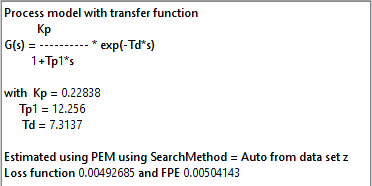 Process model with transfer function
Kp
G(s) = ---------- * exp(-Td*s)
1+Tp1*s
with Kp = 0.22838
Tp1 = 12.256
Td = 7.3137
Estimated using PEM using SearchMethod = Auto from data set z
Loss function 0.00492685 and FPE 0.00504143